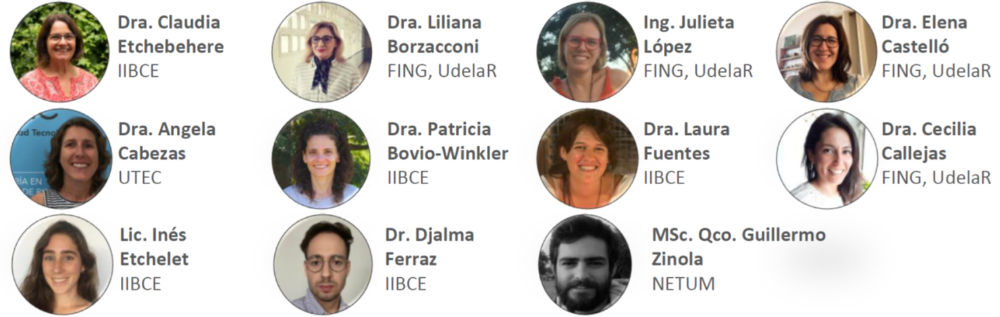 Dra. Claudia
Etchebehere
IIBCE
Dra. Liliana
Borzacconi
FING, UdelaR
Ing. Julieta
López
FING, UdelaR
Dra. Elena
Castelló
FING, UdelaR
Dra. Angela
Cabezas
UTEC
Dra. Patricia
Bovio-Winkler
IIBCE
Dra. Laura
Fuentes
IIBCE
Dra. Cecilia
Callejas
FING, UdelaR
Lic. Inés
Etchelet
IIBCE
Dr. Djalma
Ferraz
IIBCE
MSc. Qco. Guillermo
Zinola
NETUM